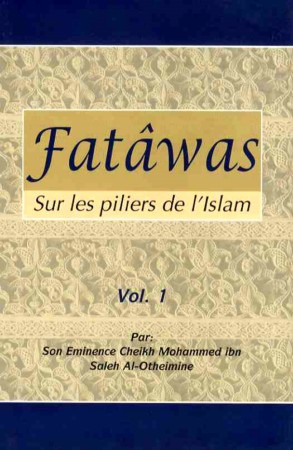 Fatâwas
Sur les piliers de l'Islam
Vol. 1
Par:
Son Eminence Cheikh Mohammed ibn
Saleh Al-Otheimine